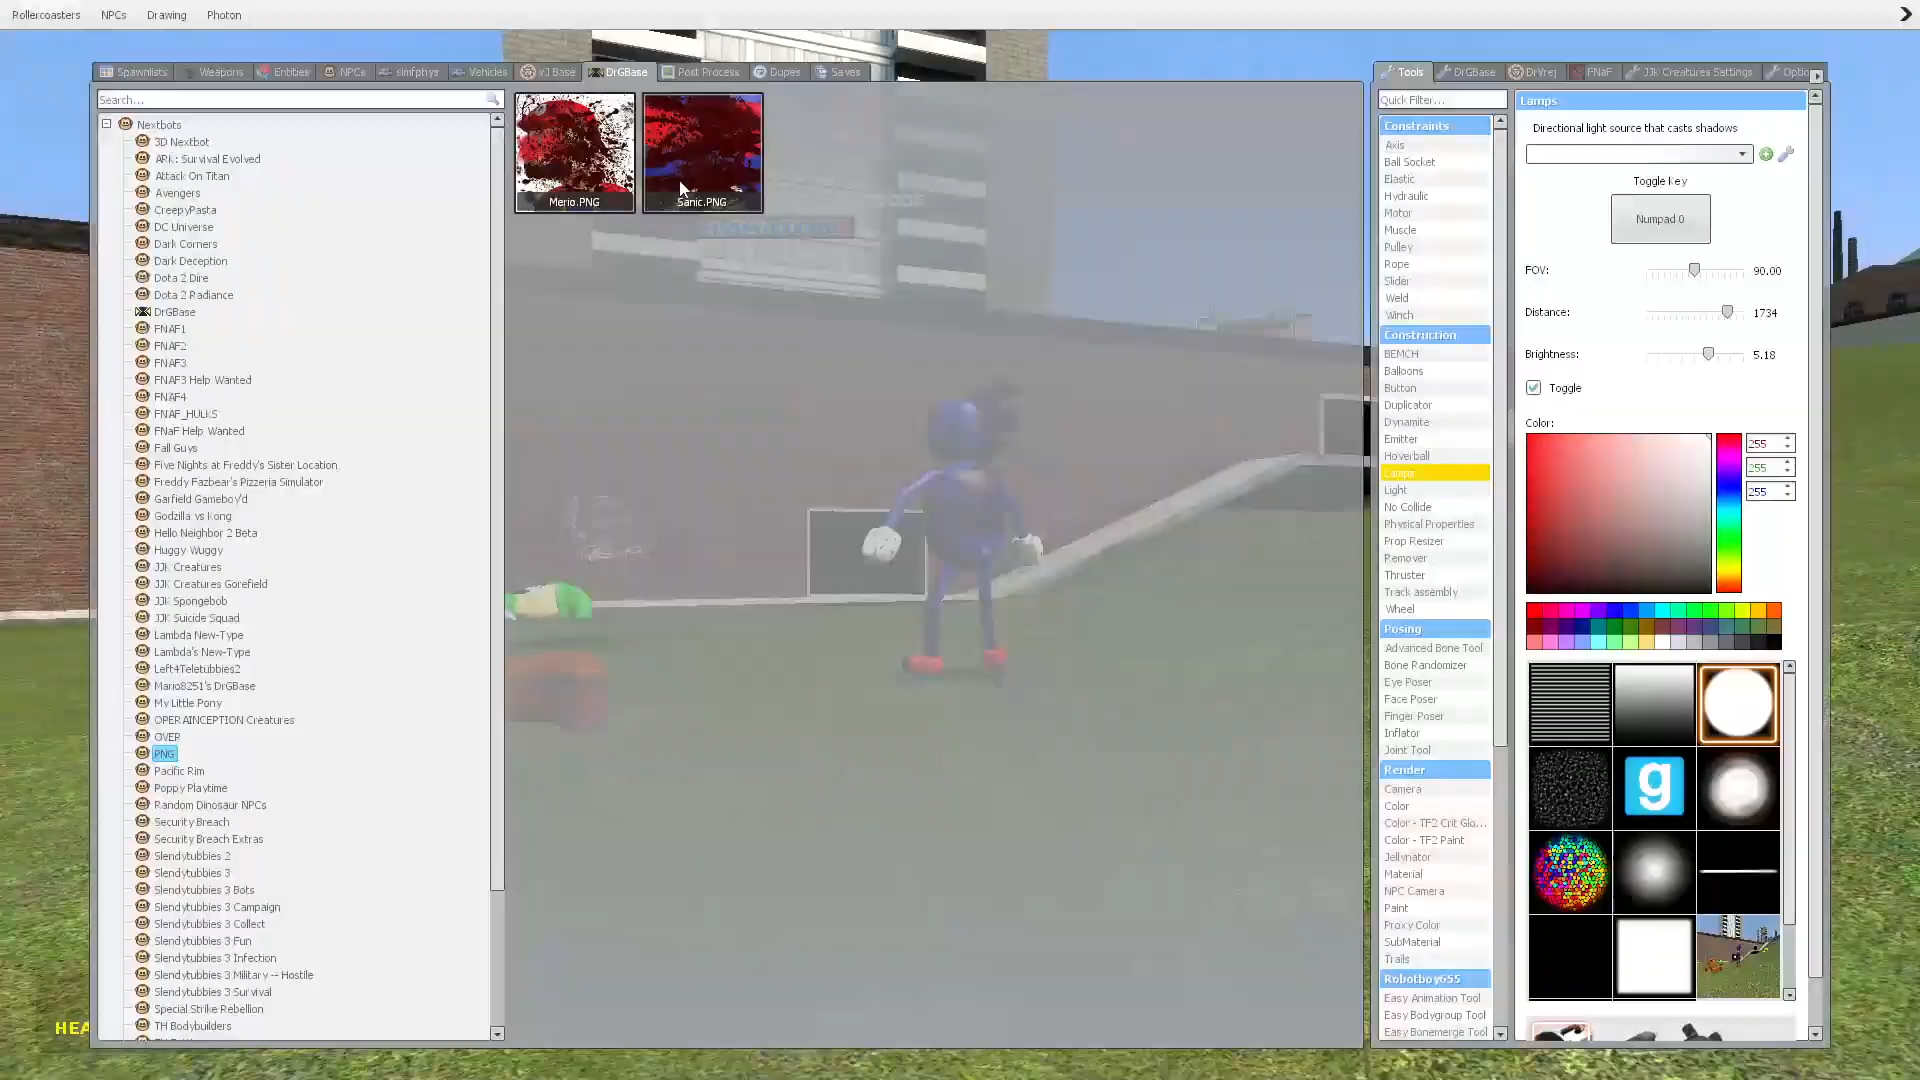 Rollercoasters NPCs Drawing Photon
Spawnlists Weapons Entities NPCs simfphys Vehicles VJ Base DrGBase Post Process Dupes Saves
Search...
Nextbots
3D Nextbot
ARK: Survival Evolved
Attack On Titan
Avengers
CreepyPasta
DC Universe
Dark Corners
Dark Deception
Dota 2 Dire
Dota 2 Radiance
DrGBase
FNAF1
FNAF2
FNAF3
FNAF3 Help Wanted
FNAF4
FNAF_HULKS
FNaF Help Wanted
Fall Guys
Five Nights at Freddy's Sister Location
Freddy Fazbear's Pizzeria Simulator
Garfield Gameboy'd
Godzilla vs Kong
Hello Neighbor 2 Beta
Huggy Wuggy
JJK Creatures
JJK Creatures Gorefield
JJK Spongebob
JJK Suicide Squad
Lambda New-Type
Lambda's New-Type
Left4Teletubbies2
Mario8251's DrGBase
My Little Pony
OPERAINCEPTION Creatures
OVER
PNG
Pacific Rim
Poppy Playtime
Random Dinosaur NPCs
Security Breach
Security Breach Extras
Slendytubbies 2
Slendytubbies 3
Slendytubbies 3 Bots
Slendytubbies 3 Campaign
Slendytubbies 3 Collect
Slendytubbies 3 Fun
Slendytubbies 3 Infection
Slendytubbies 3 Military -- Hostile
Slendytubbies 3 Survival
Special Strike Rebellion
TH Bodybuilders
HEA
Merio.PNG
Sanic.PNG
Tools DrGBase DrVrej FNaF JJK Creatures Settings Optio
Quick Filter...
Constraints
Axis
Ball Socket
Elastic
Hydraulic
Motor
Muscle
Pulley
Rope
Slider
Weld
Winch
Construction
BEMCH
Balloons
Button
Duplicator
Dynamite
Emitter
Hoverball
Lamps
Light
No Collide
Physical Properties
Prop Resizer
Remover
Thruster
Track assembly
Wheel
Posing
Advanced Bone Tool
Bone Randomizer
Eye Poser
Face Poser
Finger Poser
Inflator
Joint Tool
Render
Camera
Color
Color - TF2 Crit Glo...
Color - TF2 Paint
Jellynator
Material
NPC Camera
Paint
Proxy Color
SubMaterial
Trails
Robotboy655
Easy Animation Tool
Easy Bodygroup Tool
Easy Bonemerge Tool
Lamps
Directional light source that casts shadows
Toggle Key
Numpad 0
FOV: 90.00
Distance: 1734
Brightness: 5.18
Toggle
Color:
255
255
255
g